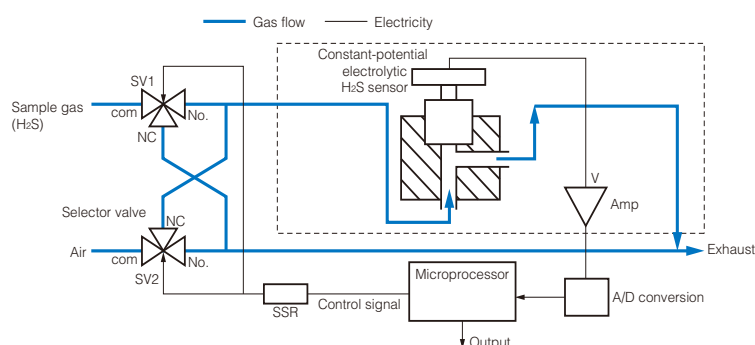 Gas flow
Electricity
Constant-potential
electrolytic
H2S sensor
SV1
Sample gas
(H2S)
com
No.
NC
Selector valve
NC
Air
com
No.
SV2
V
Amp
Exhaust
Microprocessor
A/D conversion
SSR
Control signal
Output